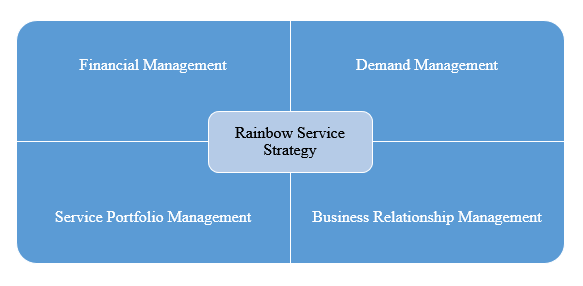 Financial Management
Demand Management
Rainbow Service
Strategy
Service Portfolio Management
Business Relationship Management